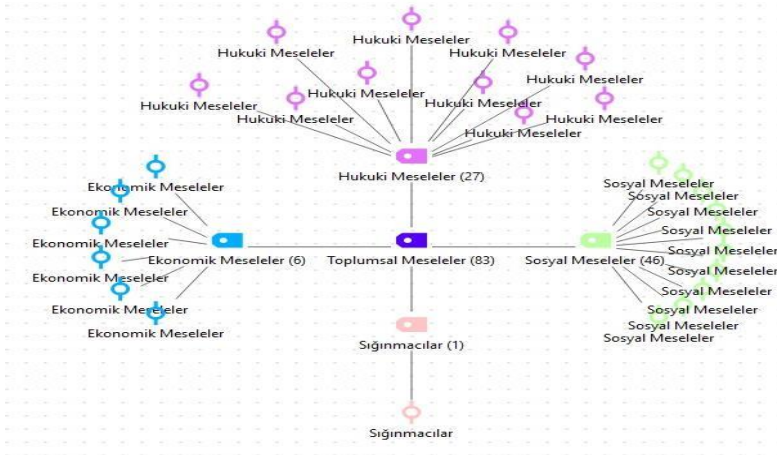 Hukuki Meseleler
Hukuki Meseleler
Hukuki Meseleler
Hukuki Meseleler
Hukuki Meseleler
Hukuki Meseleler
Hukuki Meseleler
Hukuki Meseleler
Hukuki Meseleler
Hukuki Meseleler
Hukuki Meseleler (27)
Ekonomik Meseleler
Ekonomik Meseleler
Ekonomik Meseleler
Ekonomik Meseleler (6)
Toplumsal Meseleler (83)
Sosyal Meseleler (46)
Ekonomik Meseleler
Ekonomik Meseleler
Ekonomik Meseleler
Sosyal Meseleler
Sosyal Meseleler
Sosyal Meseleler
Sosyal Meseleler
Sosyal Meseleler
Sosyal Meseleler
Sosyal Meseleler
Sosyal Meseleler
Sosyal Meseleler
Sosyal Meseleler
Sığınmacılar (1)
Sığınmacılar